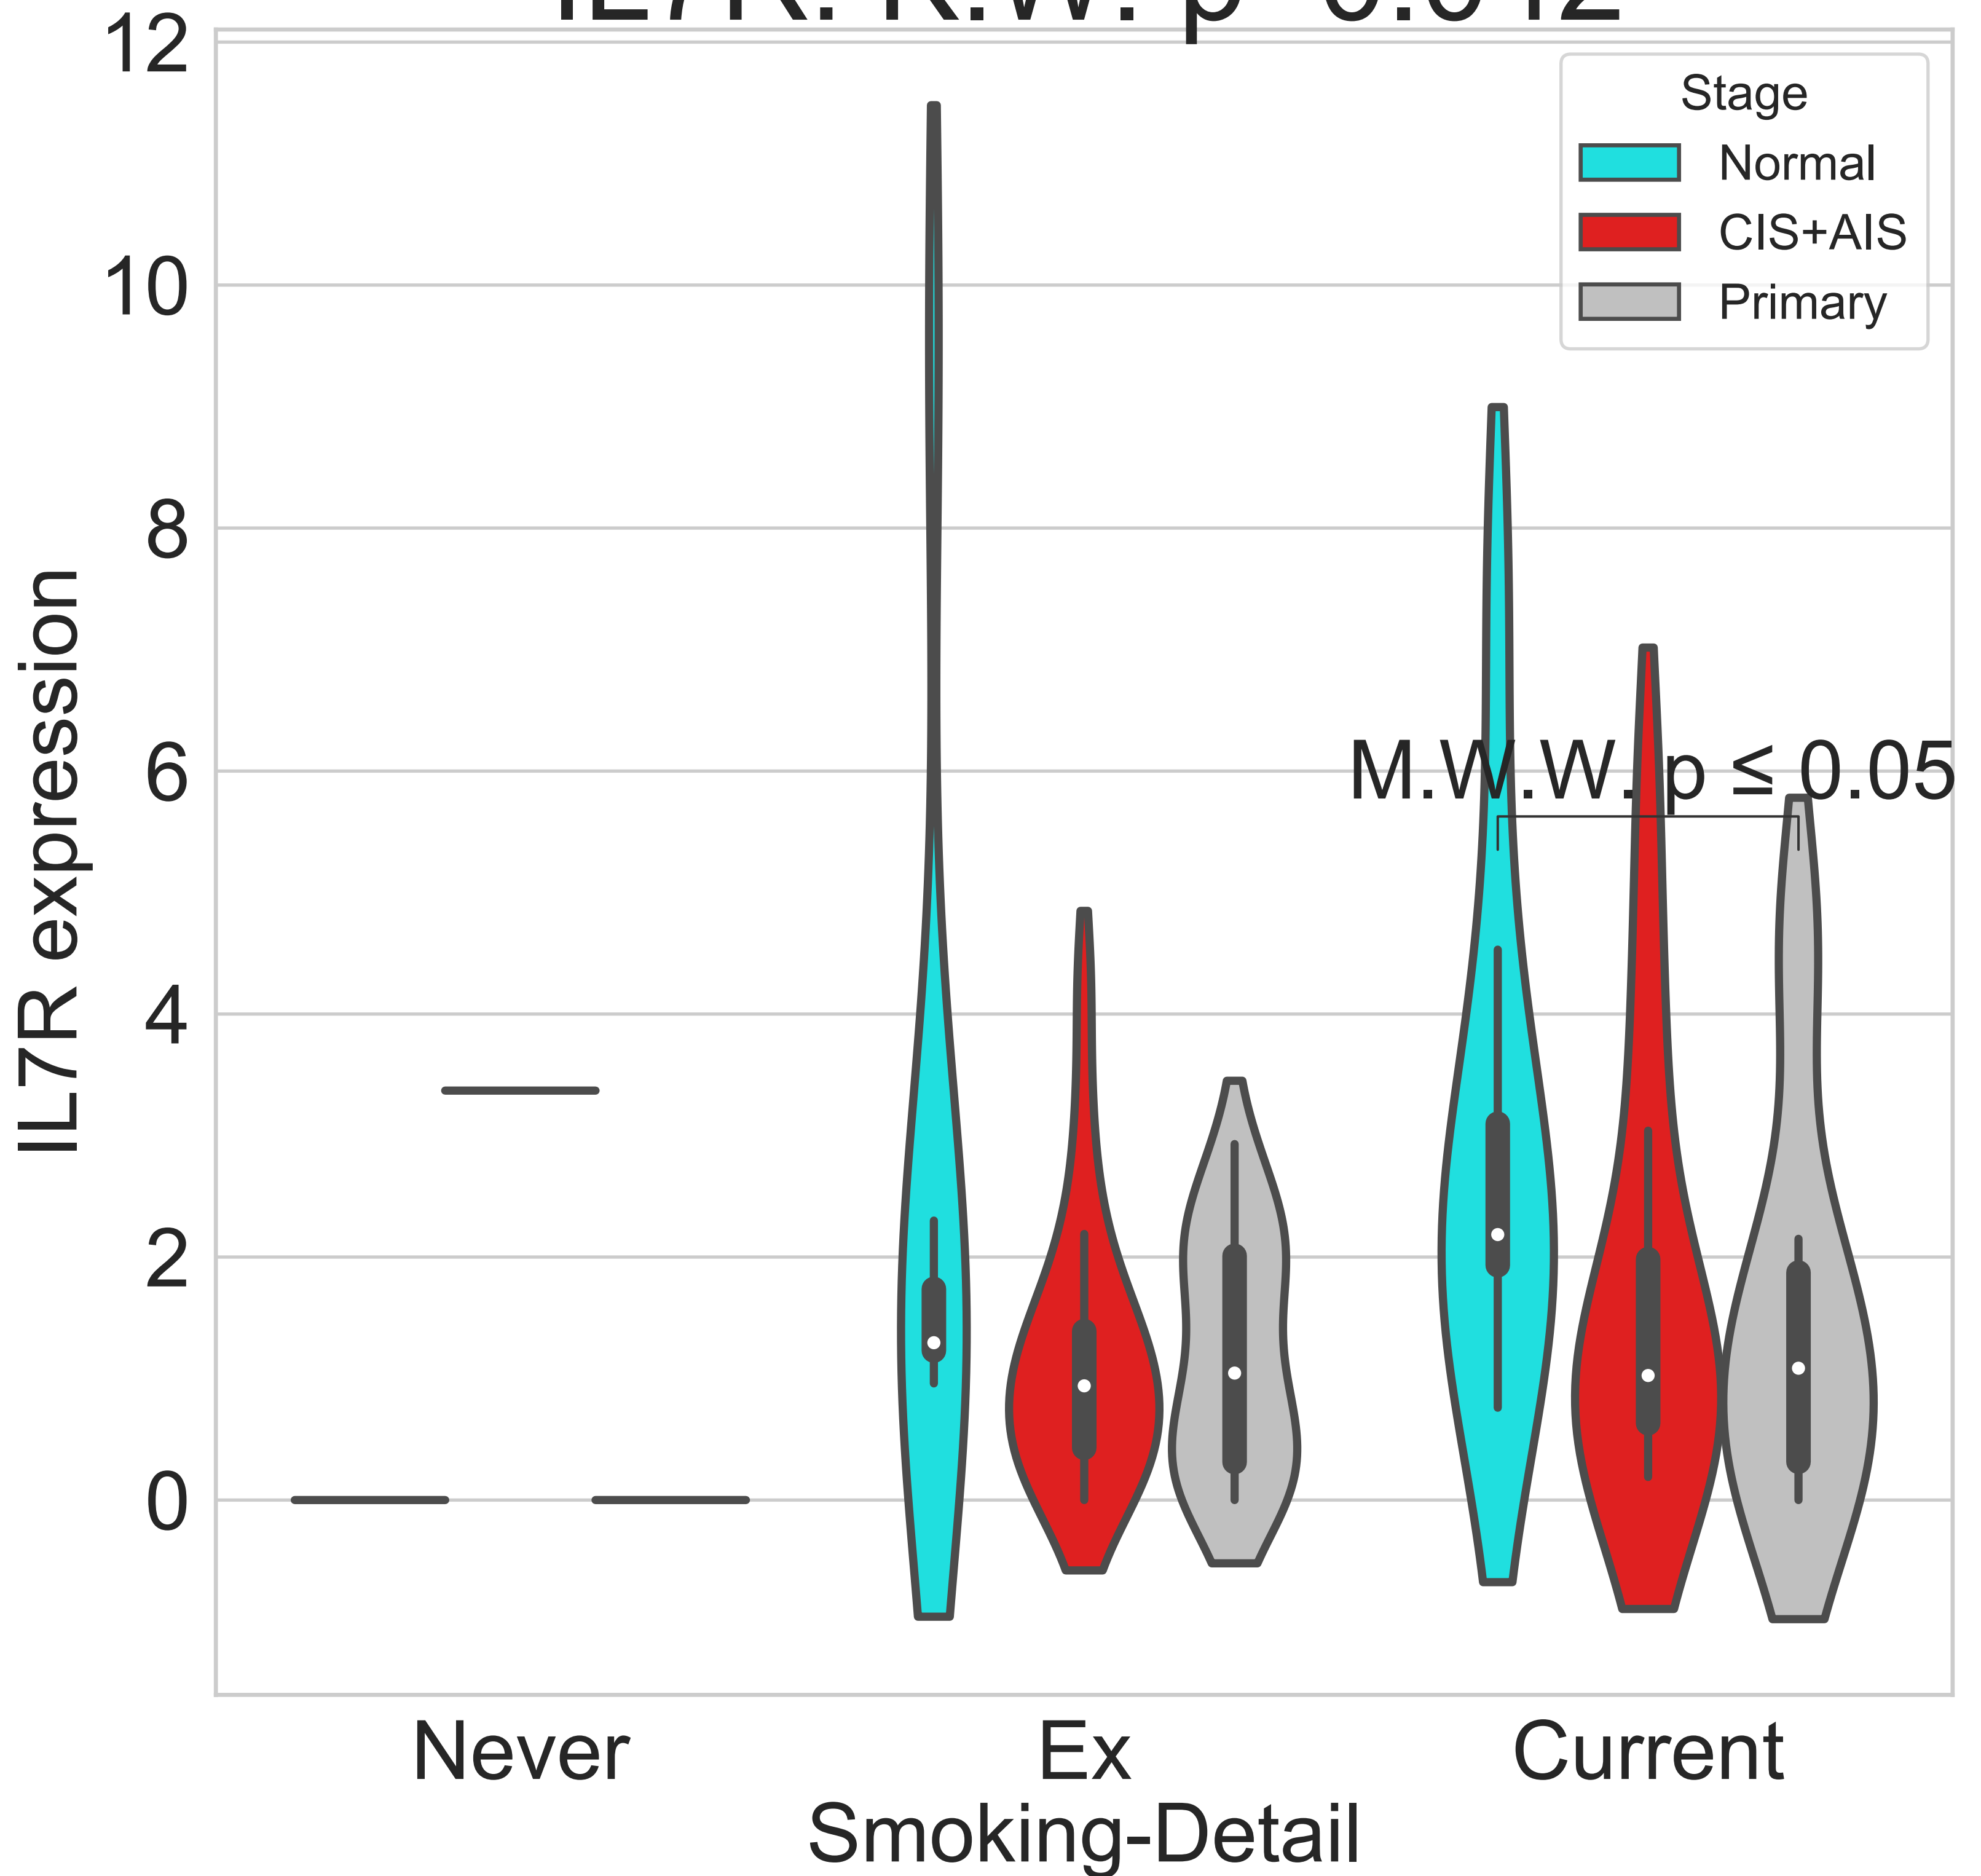 12
10
8
6
4
2
0
IL7R expression
Stage
Normal
CIS+AIS
Primary
M.W.W. p ≤ 0.05
Never
Ex
Current
Smoking-Detail